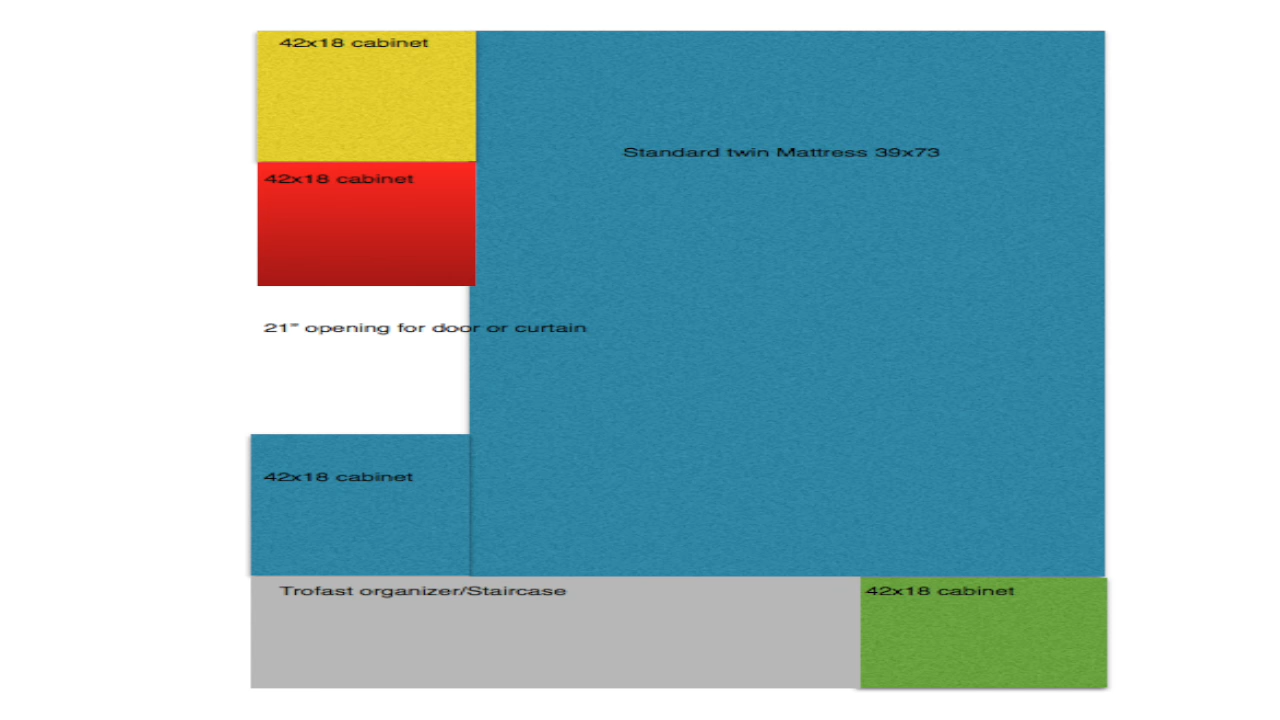 42x18 cabinet
Standard twin Mattress 39x73
42x18 cabinet
21” opening for door or curtain
42x18 cabinet
Trofast organizer/Staircase
42x18 cabinet